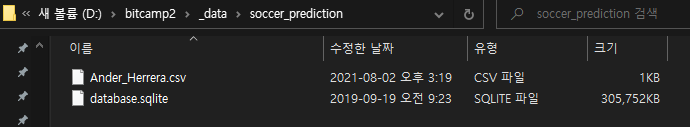 새 볼륨 (D:) > bitcamp2 > _data > soccer_prediction soccer_prediction 검색
이름 수정한 날짜 유형 크기
Ander_Herrera.csv 2021-08-02 오후 3:19 CSV 파일 1KB
database.sqlite 2019-09-19 오전 9:23 SQLITE 파일 305,752KB